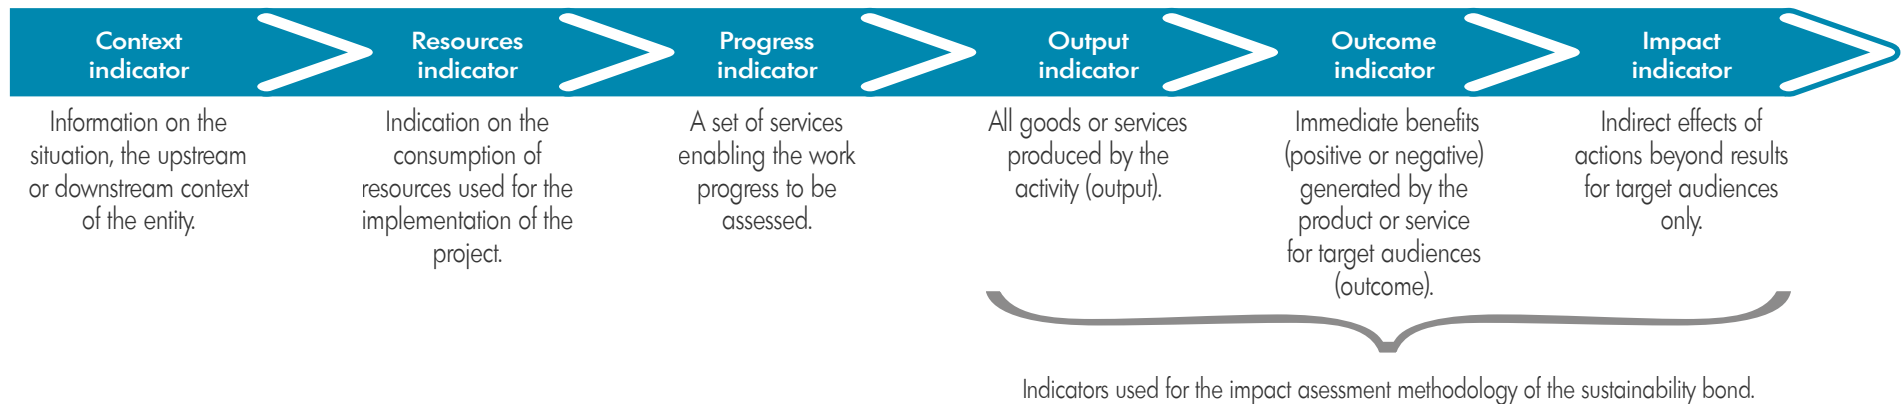 Context
indicator
Resources
indicator
Progress
indicator
Output
indicator
Outcome
indicator
Impact
indicator
Information on the
situation, the upstream
or downstream context
of the entity.
Indication on the
consumption of
resources used for the
implementation of the
project.
A set of services
enabling the work
progress to be
assessed.
All goods or services
produced by the
activity (output).
Immediate benefits
(positive or negative)
generated by the
product or service
for target audiences
(outcome).
Indirect effects of
actions beyond results
for target audiences
only.
Indicators used for the impact asessment methodology of the sustainability bond.